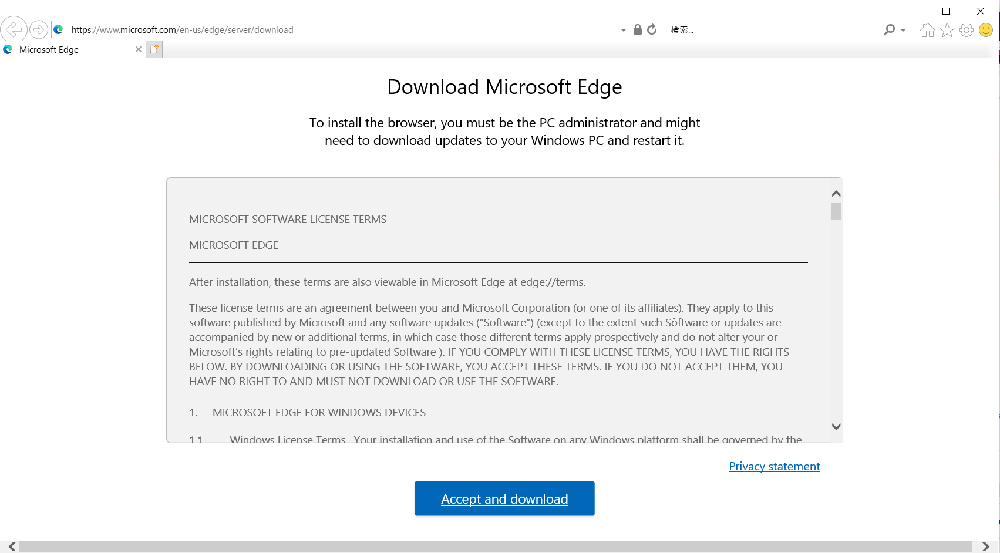 https://www.microsoft.com/en-us/edge/server/download
検索...
Microsoft Edge
Download Microsoft Edge
To install the browser, you must be the PC administrator and might
need to download updates to your Windows PC and restart it.
MICROSOFT SOFTWARE LICENSE TERMS
MICROSOFT EDGE
After installation, these terms are also viewable in Microsoft Edge at edge://terms.
These license terms are an agreement between you and Microsoft Corporation (or one of its affiliates). They apply to this
software published by Microsoft and any software updates (“Software”) (except to the extent such Software or updates are
accompanied by new or additional terms, in which case those different terms apply prospectively and do not alter your or
Microsoft’s rights relating to pre-updated Software ). IF YOU COMPLY WITH THESE LICENSE TERMS, YOU HAVE THE RIGHTS
BELOW. BY DOWNLOADING OR USING THE SOFTWARE, YOU ACCEPT THESE TERMS. IF YOU DO NOT ACCEPT THEM, YOU
HAVE NO RIGHT TO AND MUST NOT DOWNLOAD OR USE THE SOFTWARE.
1. MICROSOFT EDGE FOR WINDOWS DEVICES
1.1 Windows License Terms. Your installation and use of the Software on any Windows platform shall be governed by the
Privacy statement
Accept and download